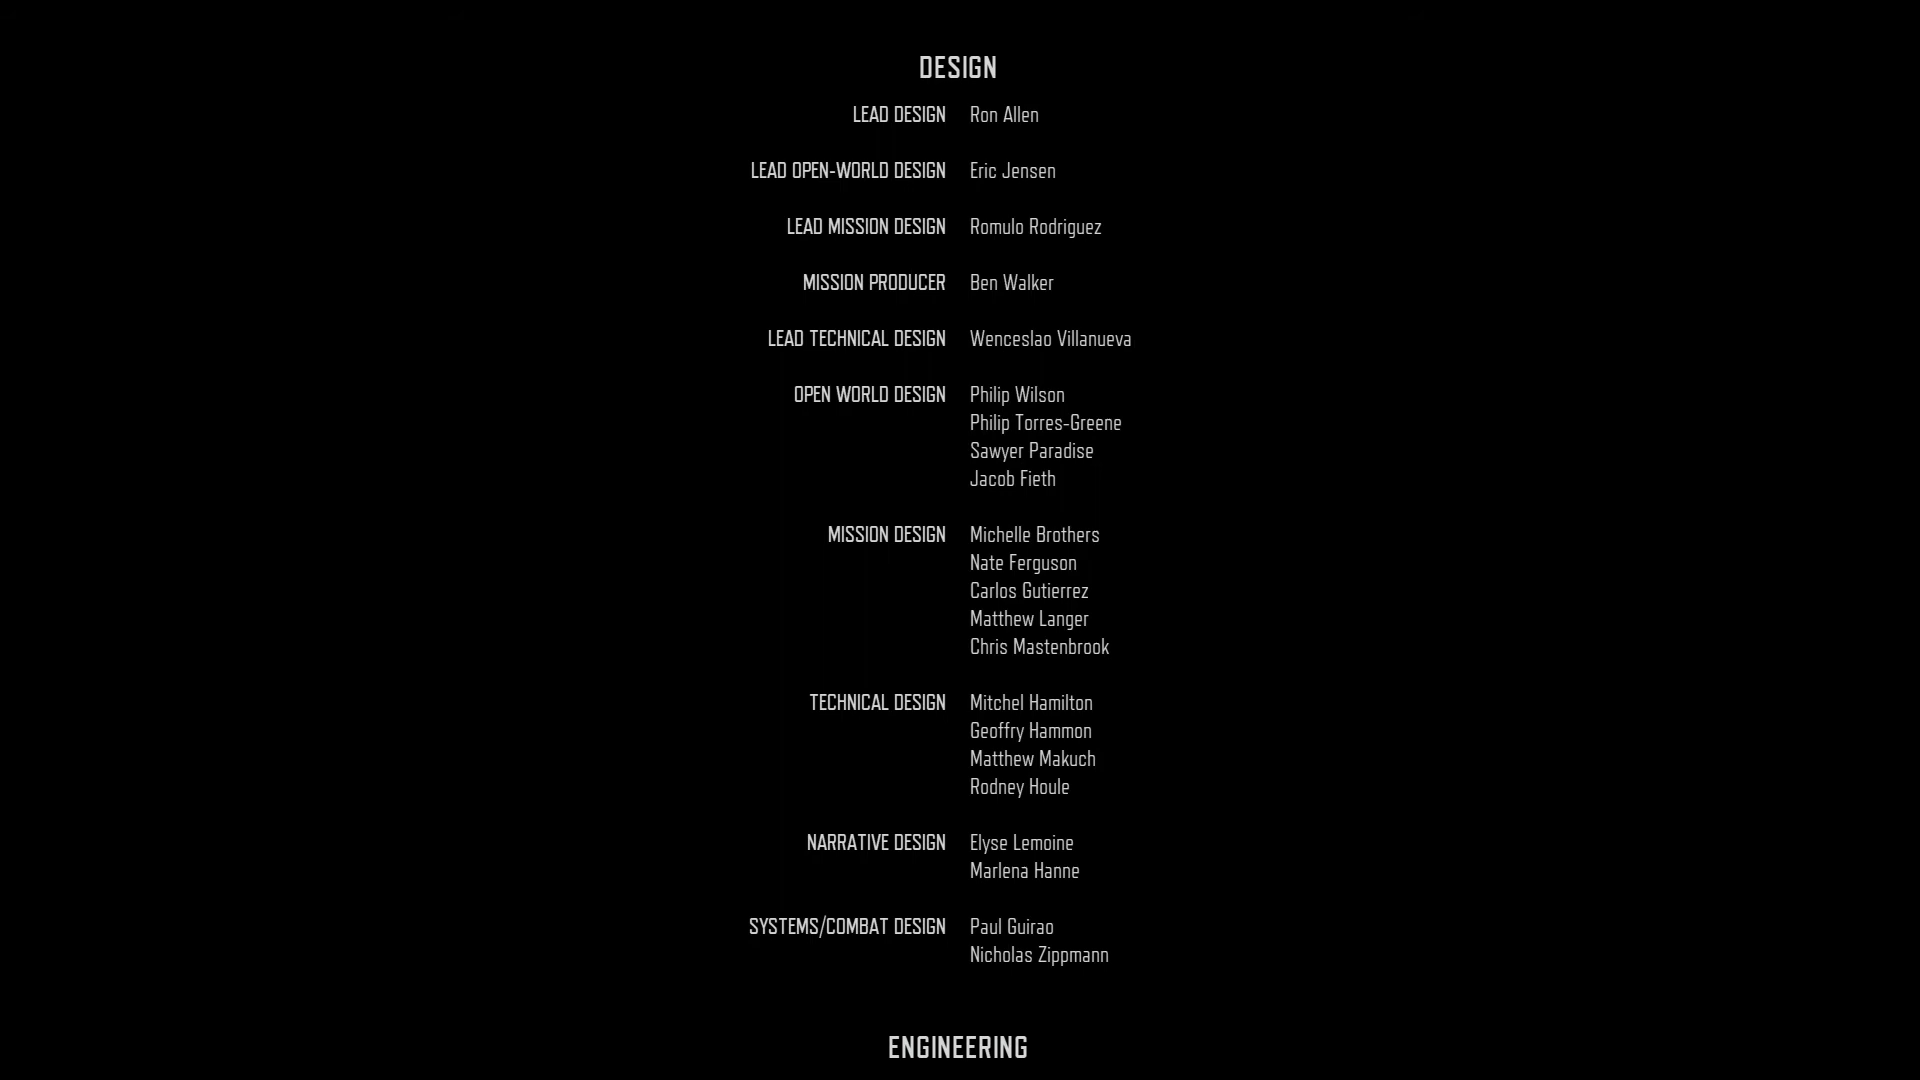 DESIGN
LEAD DESIGN Ron Allen
LEAD OPEN-WORLD DESIGN Eric Jensen
LEAD MISSION DESIGN Romulo Rodriguez
MISSION PRODUCER Ben Walker
LEAD TECHNICAL DESIGN Wenceslao Villanueva
OPEN WORLD DESIGN Philip Wilson
Philip Torres-Greene
Sawyer Paradise
Jacob Fieth
MISSION DESIGN Michelle Brothers
Nate Ferguson
Carlos Gutierrez
Matthew Langer
Chris Mastenbrook
TECHNICAL DESIGN Mitchel Hamilton
Geoffry Hammon
Matthew Makuch
Rodney Houle
NARRATIVE DESIGN Elyse Lemoine
Marlena Hanne
SYSTEMS/COMBAT DESIGN Paul Guirao
Nicholas Zippmann
ENGINEERING